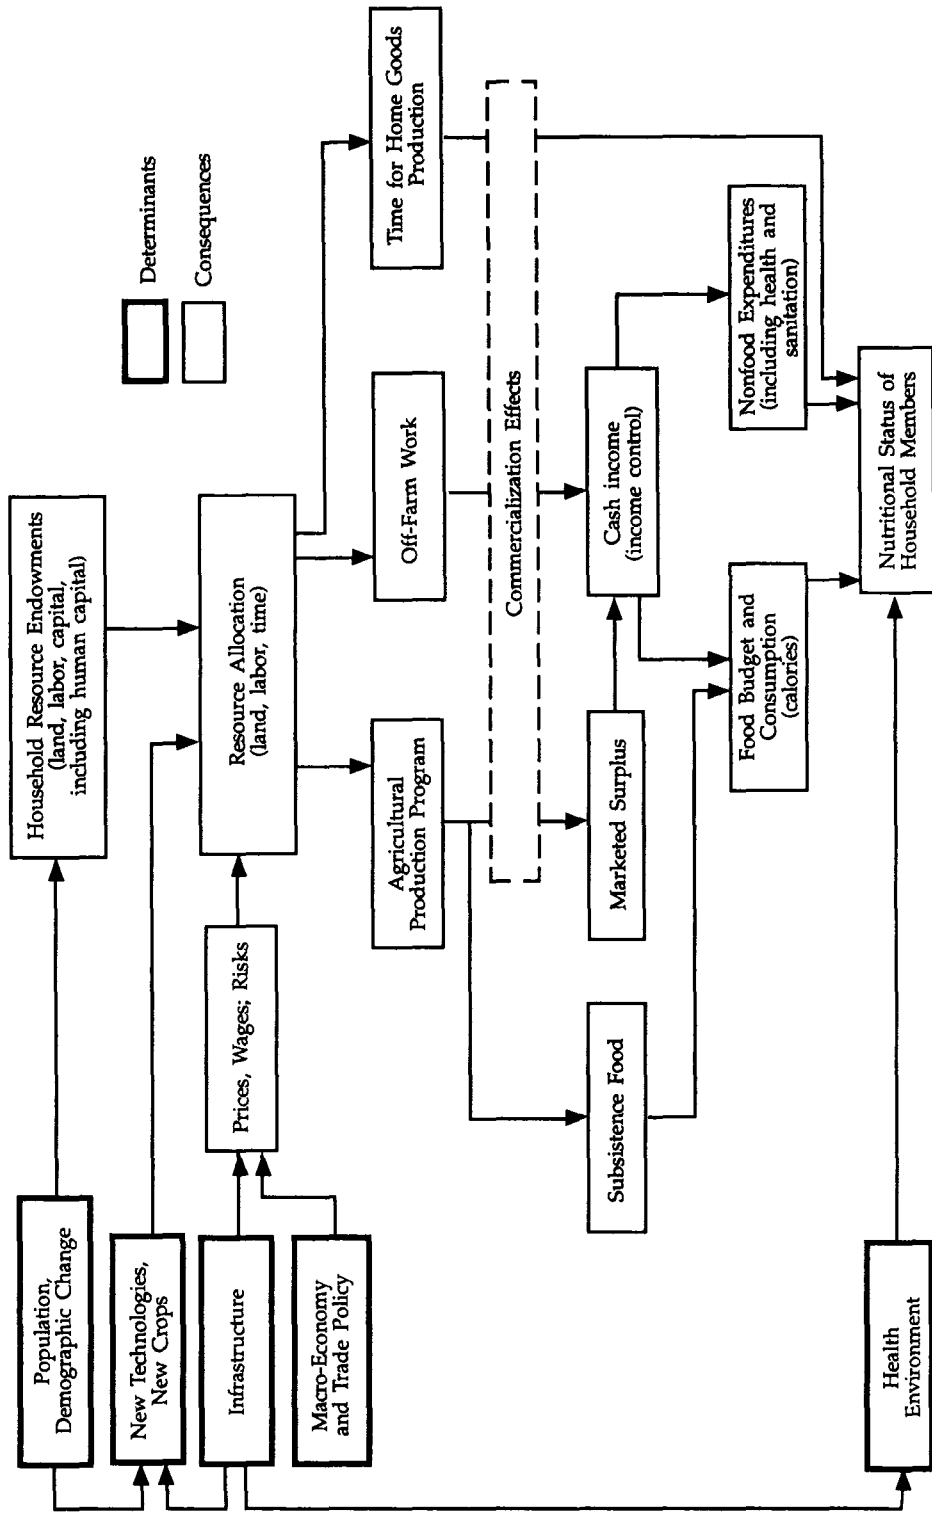 Population,
Demographic Change
New Technologies,
New Crops
Infrastructure
Macro-Economy
and Trade Policy
Health
Environment
Prices, Wages; Risks
Household Resource Endowments
(land, labor, capital,
including human capital)
Resource Allocation
(land, labor, time)
Determinants
Consequences
Agricultural
Production Program
Off-Farm Work
Time for Home Goods
Production
Commercialization Effects
Subsistence Food
Marketed Surplus
Cash income
(income control)
Food Budget and
Consumption
(calories)
Nonfood Expenditures
(including health and
sanitation)
Nutritional Status of
Household Members